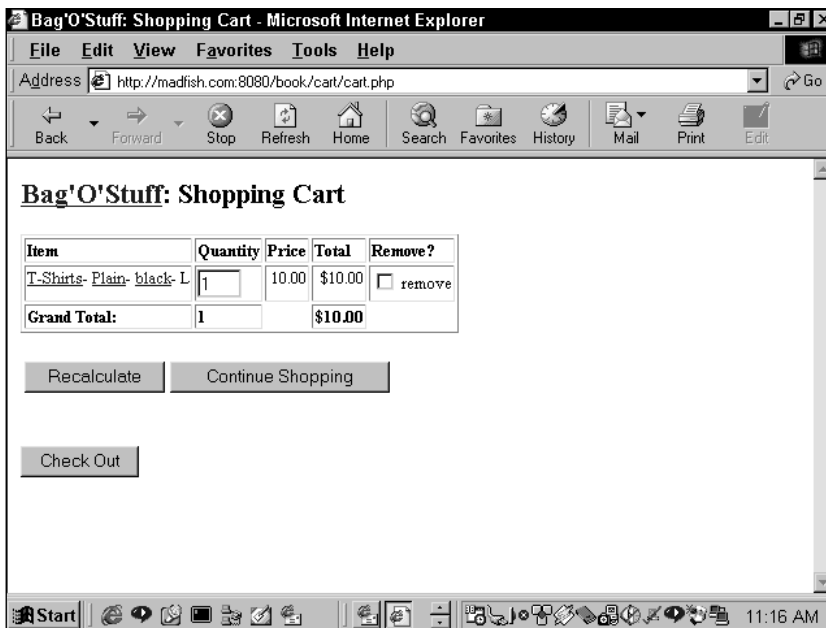 Bag'O'Stuff: Shopping Cart - Microsoft Internet Explorer
File Edit View Favorites Tools Help
Address http://madfish.com:8080/book/cart/cart.php Go
Back Forward Stop Refresh Home Search Favorites History Mail Print Edit
Bag'O'Stuff: Shopping Cart
Item Quantity Price Total Remove?
T-Shirts- Plain- black- L 1 10.00 $10.00 remove
Grand Total: 1 $10.00
Recalculate Continue Shopping
Check Out
Start 11:16 AM